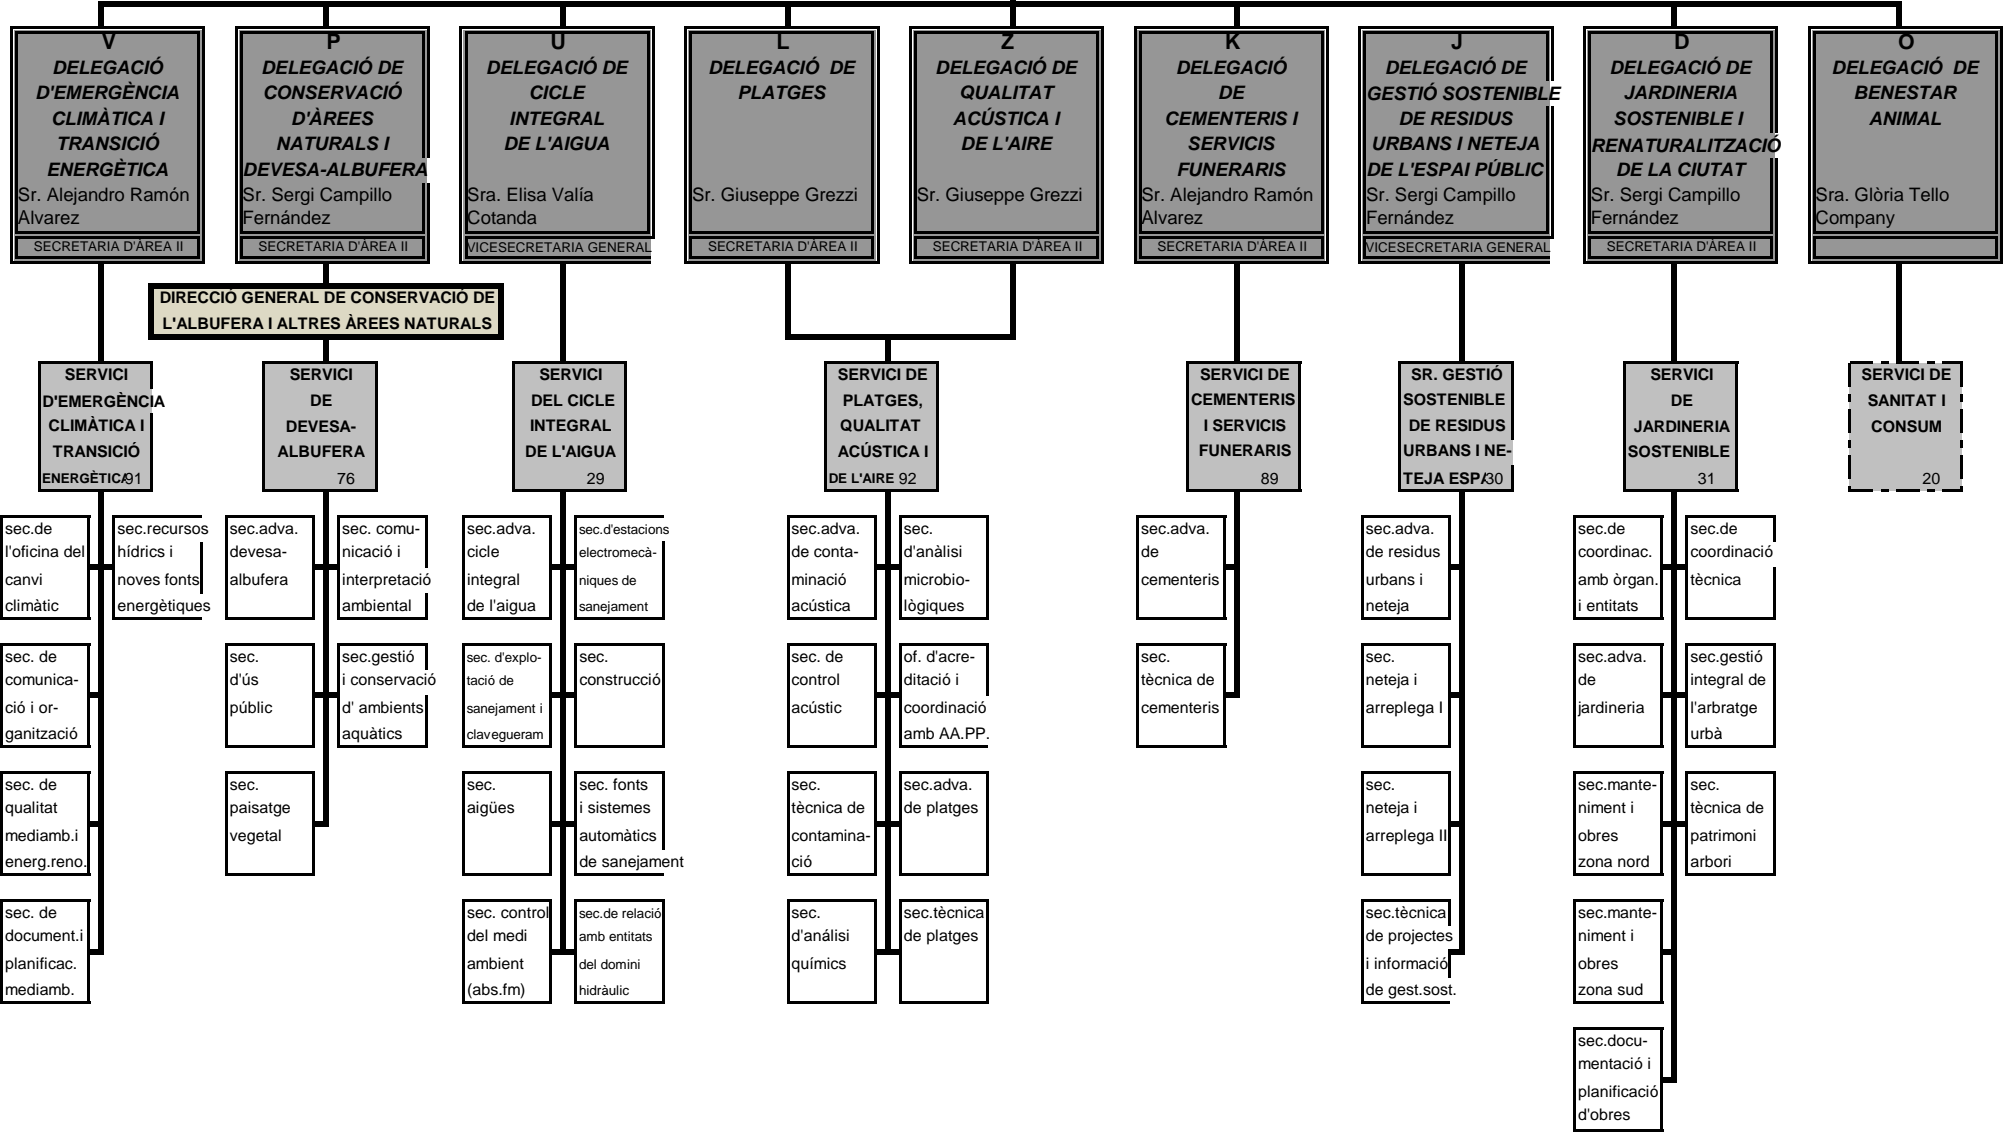 V
DELEGACIÓ
D'EMERGÈNCIA
CLIMÀTICA I
TRANSICIÓ
ENERGÈTICA
Sr. Alejandro Ramón
Alvarez
SECRETARIA D'ÀREA II
P
DELEGACIÓ DE
CONSERVACIÓ
D'ÀREES
NATURALS I
DEVESA-ALBUFERA
Sr. Sergi Campillo
Fernández
SECRETARIA D'ÀREA II
U
DELEGACIÓ DE
CICLE
INTEGRAL
DE L'AIGUA
Sra. Elisa Valía
Cotanda
VICESECRETARIA GENERAL
L
DELEGACIÓ DE
PLATGES
Sr. Giuseppe Grezzi
SECRETARIA D'ÀREA II
Z
DELEGACIÓ DE
QUALITAT
ACÚSTICA I
DE L'AIRE
Sr. Giuseppe Grezzi
SECRETARIA D'ÀREA II
K
DELEGACIÓ
DE
CEMENTERIS I
SERVICIS
FUNERARIS
Sr. Alejandro Ramón
Alvarez
SECRETARIA D'ÀREA II
J
DELEGACIÓ DE
GESTIÓ SOSTENIBLE
DE RESIDUS
URBANS I NETEJA
DE L'ESPAI PÚBLIC
Sr. Sergi Campillo
Fernández
VICESECRETARIA GENERAL
D
DELEGACIÓ DE
JARDINERIA
SOSTENIBLE I
RENATURALITZACIÓ
DE LA CIUTAT
Sr. Sergi Campillo
Fernández
SECRETARIA D'ÀREA II
O
DELEGACIÓ DE
BENESTAR
ANIMAL
Sra. Glòria Tello
Company
DIRECCIÓ GENERAL DE CONSERVACIÓ DE
L'ALBUFERA I ALTRES ÀREES NATURALS
SERVICI
D'EMERGÈNCIA
CLIMÀTICA I
TRANSICIÓ
ENERGÈTICA 91
SERVICI
DE
DEVESA-
ALBUFERA
76
SERVICI
DEL CICLE
INTEGRAL
DE L'AIGUA
29
SERVICI DE
PLATGES,
QUALITAT
ACÚSTICA I
DE L'AIRE 92
SERVICI DE
CEMENTERIS
I SERVICIS
FUNERARIS
89
SR. GESTIÓ
SOSTENIBLE
DE RESIDUS
URBANS I NE-
TEJA ESPA 30
SERVICI
DE
JARDINERIA
SOSTENIBLE
31
SERVICI DE
SANITAT I
CONSUM
20
sec.de
l'oficina del
canvi
climàtic
sec.recursos
hídrics i
noves fonts
energètiques
sec. de
comunica-
ció i or-
ganització
sec. de
qualitat
mediamb.i
energ.reno.
sec. de
document.i
planificac.
mediamb.
sec.adva.
devesa-
albufera
sec. comu-
nicació i
interpretació
ambiental
sec.
d'ús
públic
sec.gestió
i conservació
d' ambients
aquàtics
sec.
paisatge
vegetal
sec.adva.
cicle
integral
de l'aigua
sec.d'estacions
electromecà-
niques de
sanejament
sec. d'explo-
tació de
sanejament i
clavegueram
sec.
construcció
sec.
aigües
sec. fonts
i sistemes
automàtics
de sanejament
sec. control
del medi
ambient
(abs.fm)
sec.de relació
amb entitats
del domini
hidràulic
sec.adva.
de conta-
minació
acústica
sec.
d'anàlisi
microbio-
lògiques
sec. de
control
acústic
of. d'acre-
ditació i
coordinació
amb AA.PP.
sec.
tècnica de
contamina-
ció
sec.adva.
de platges
sec.
d'análisi
químics
sec.tècnica
de platges
sec.adva.
de
cementeris
sec.
tècnica de
cementeris
sec.adva.
de residus
urbans i
neteja
sec.
neteja i
arreplega I
sec.
neteja i
arreplega II
sec.tècnica
de projectes
i informació
de gest.sost.
sec.de
coordinac.
amb òrgan.
i entitats
sec.de
coordinació
tècnica
sec.adva.
de
jardineria
sec.gestió
integral de
l'arbratge
urbà
sec.mante-
niment i
obres
zona nord
sec.
tècnica de
patrimoni
arbori
sec.mante-
niment i
obres
zona sud
sec.docu-
mentació i
planificació
d'obres